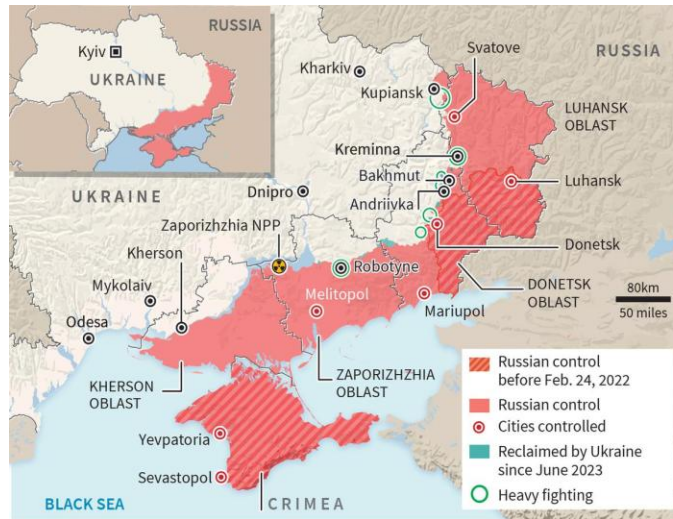 RUSSIA
Kyiv
UKRAINE
Kharkiv
Kupiansk
Svatove
RUSSIA
LUHANSK
OBLAST
Kreminna
Bakhmut
Andriivka
Luhansk
UKRAINE
Dnipro
Zaporizhzhia NPP
Kherson
Mykolaiv
Odesa
Robotyne
Melitopol
Donetsk
DONETSK
OBLAST
Mariupol
80km
50 miles
KHERSON
OBLAST
ZAPORIZHZHIA
OBLAST
Yevpatoria
Sevastopol
BLACK SEA
CRIMEA
Russian control
before Feb. 24, 2022
Russian control
Cities controlled
Reclaimed by Ukraine
since June 2023
Heavy fighting